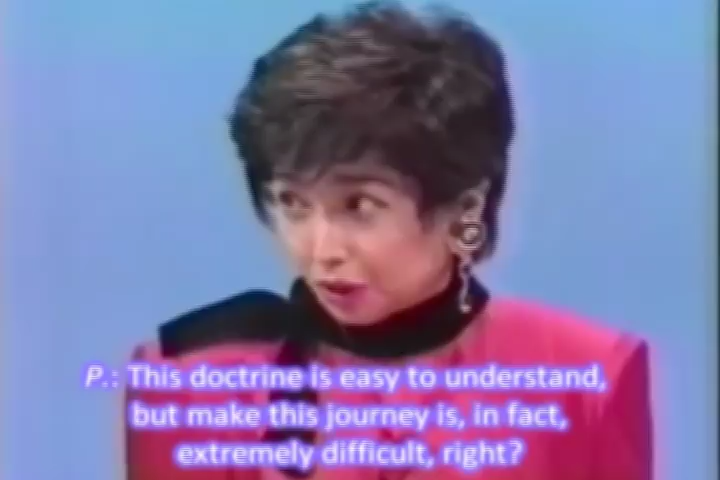 P.: This doctrine is easy to understand,
but make this journey is, in fact,
extremely difficult, right?